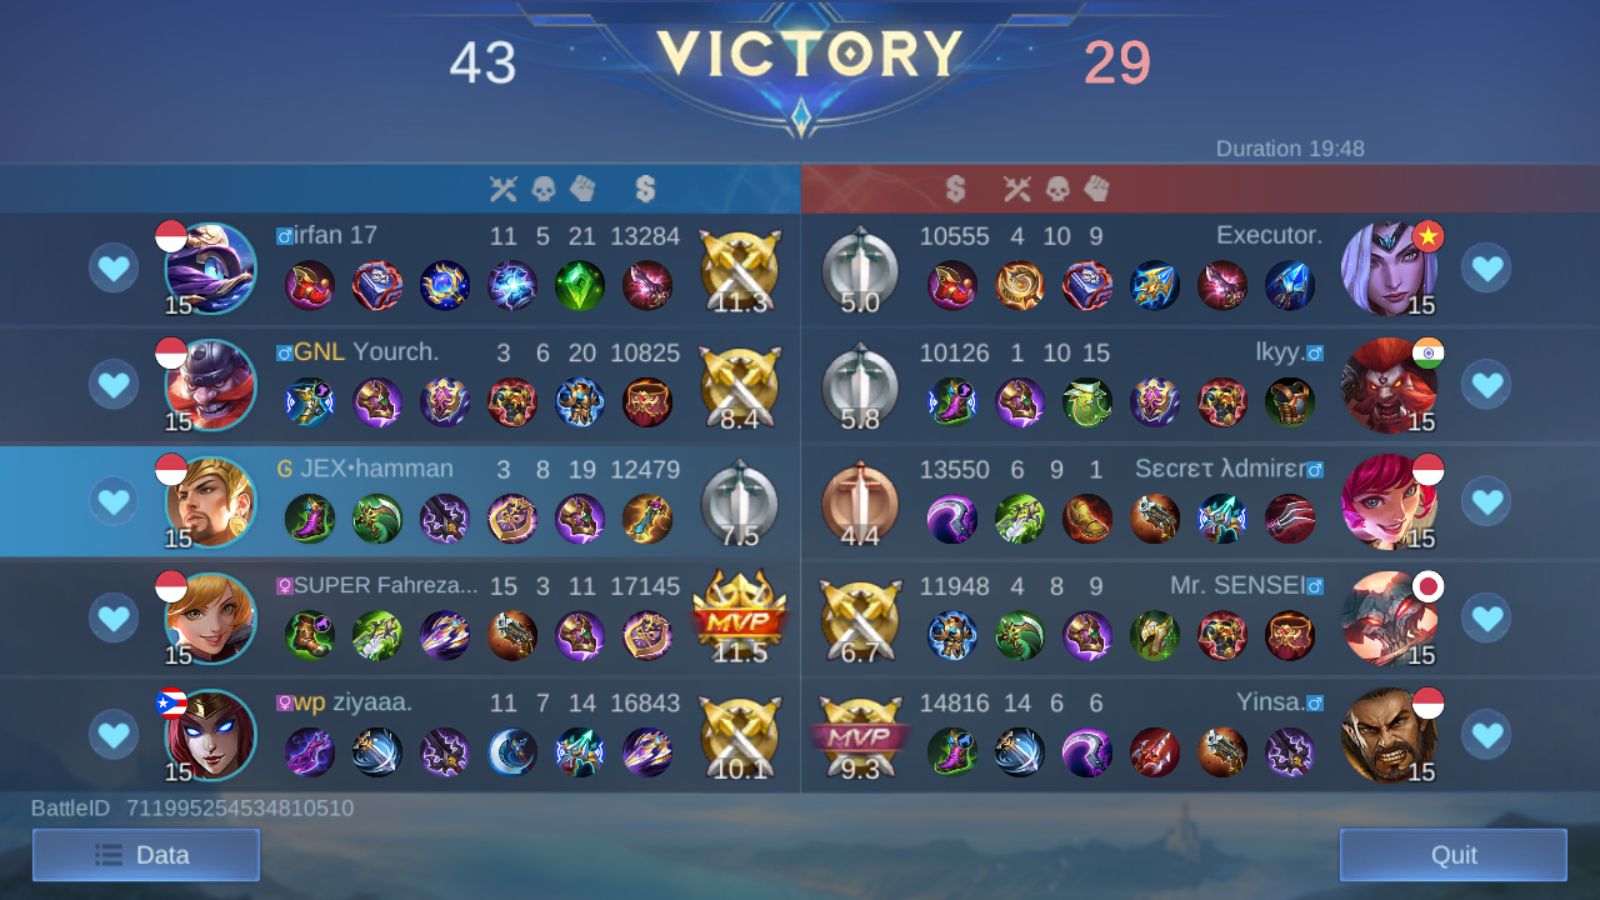 43 VICTORY 29
Duration 19:48
irfan 17 11 5 21 13284 11.3 15
5.0 10555 4 10 9 Executor. 15
GNL Yourch. 3 6 20 10825 8.4 15
5.8 10126 1 10 15 lkyy. 15
G JEX•hamman 3 8 19 12479 7.5 15
4.4 13550 6 9 1 Sεcrεт λdmirεr 15
SUPER Fahreza... 15 3 11 17145 MVP 11.5 15
6.7 11948 4 8 9 Mr. SENSEI 15
wp ziyaaa. 11 7 14 16843 10.1 15
MVP 9.3 14816 14 6 6 Yinsa. 15
BattleID 711995254534810510
Data
Quit